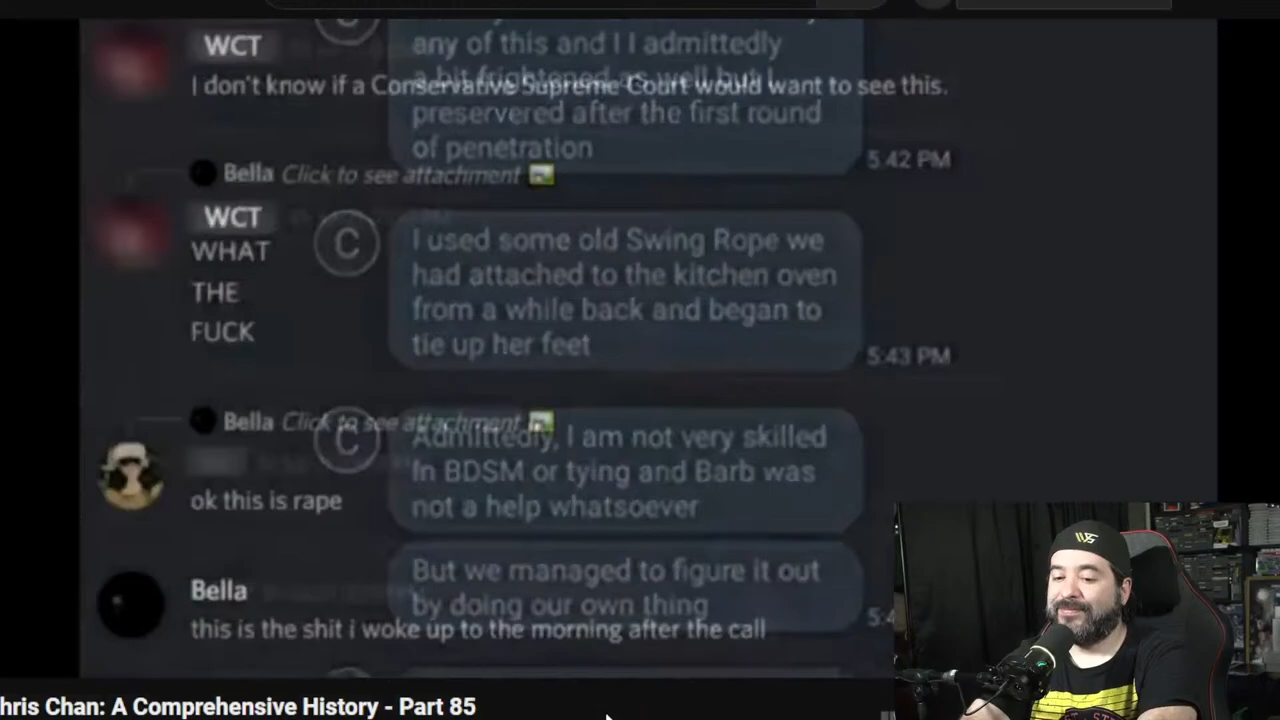 WCT
any of this and I I admittedly
I don't know if a Conservative Supreme Court would want to see this.
a bit frightened as well but I
preservered after the first round
of penetration
5:42 PM
Bella Click to see attachment
WCT
WHAT
THE
FUCK
C
I used some old Swing Rope we
had attached to the kitchen oven
from a while back and began to
tie up her feet
5:43 PM
Bella Click to see attachment
C
Admittedly, I am not very skilled
in BDSM or tying and Barb was
not a help whatsoever
ok this is rape
Bella
But we managed to figure it out
by doing our own thing
this is the shit i woke up to the morning after the call
hris Chan: A Comprehensive History - Part 85